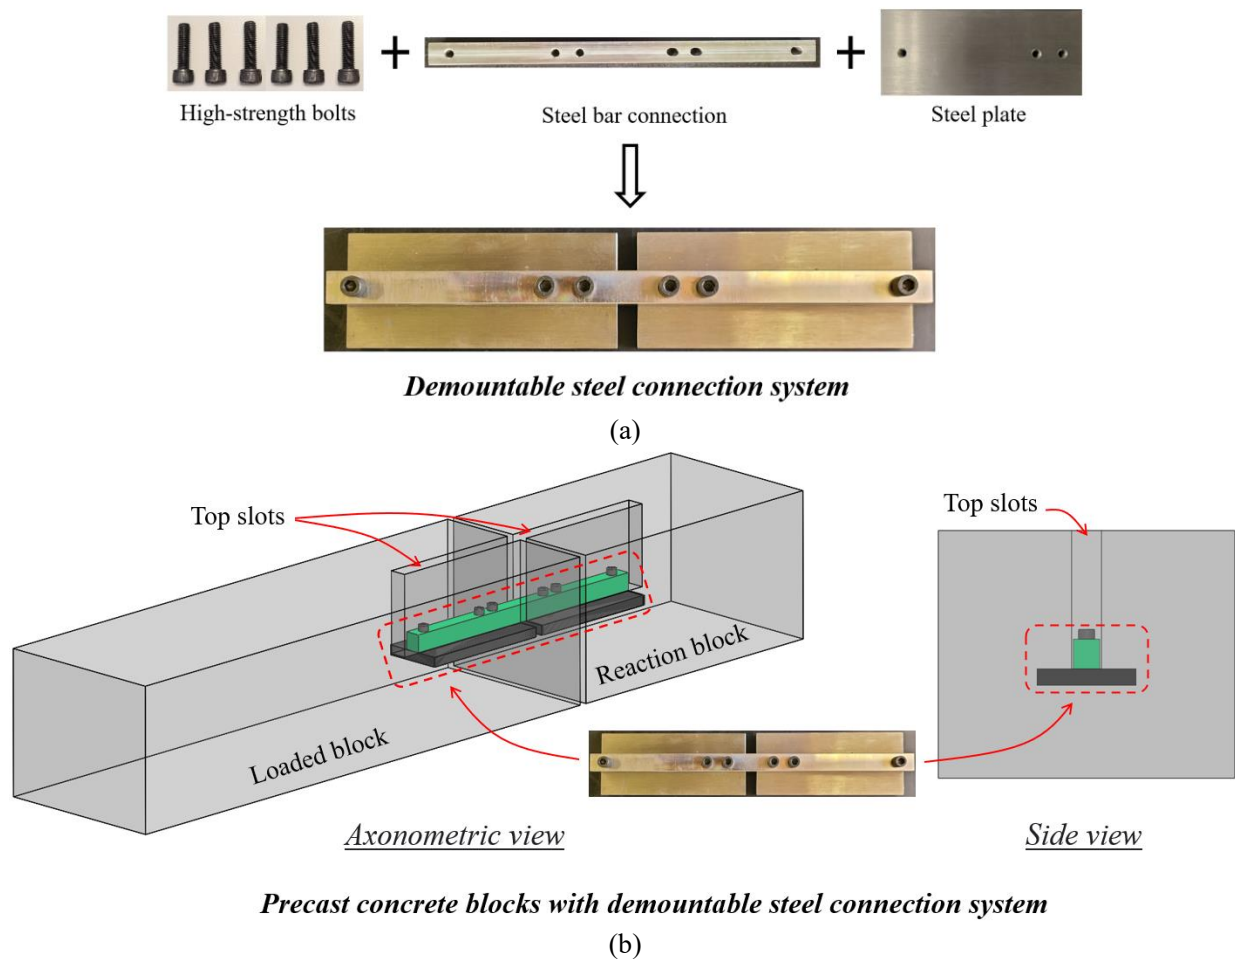 High-strength bolts
Steel bar connection
Steel plate
Demountable steel connection system
(a)
Top slots
Top slots
Reaction block
Loaded block
Axonometric view
Side view
Precast concrete blocks with demountable steel connection system
(b)